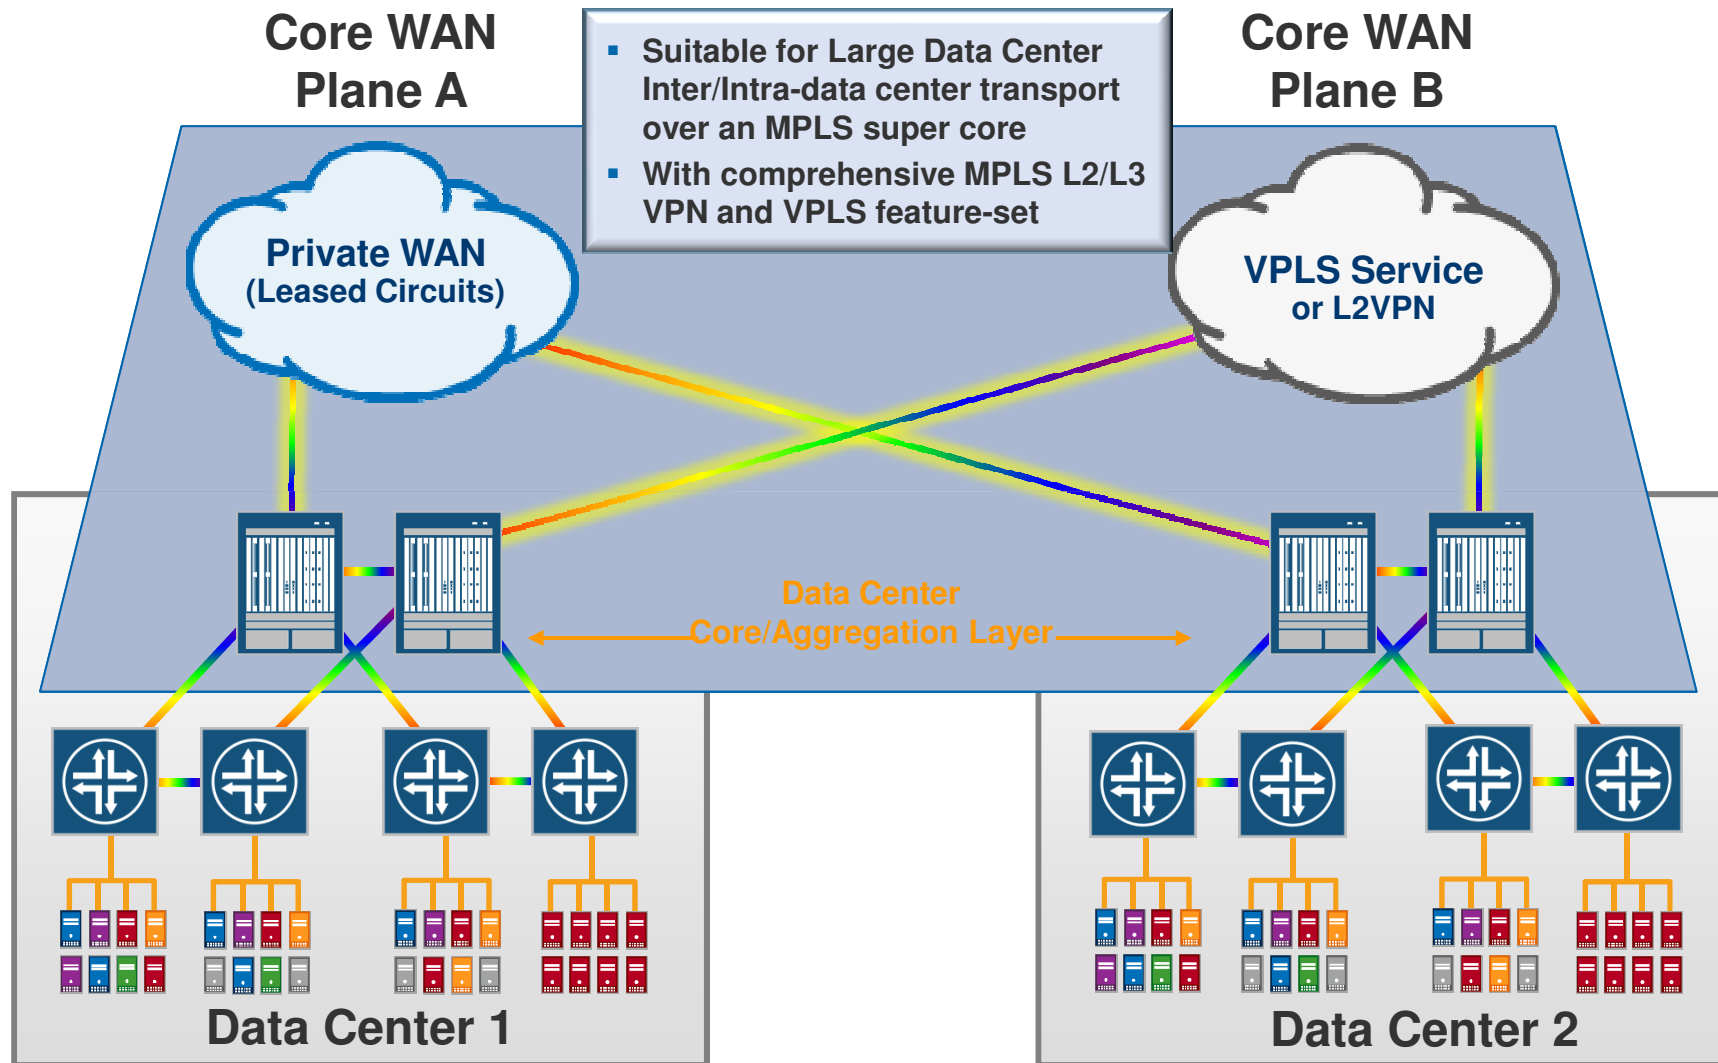 Core WAN
Plane A
▪ Suitable for Large Data Center
Inter/Intra-data center transport
over an MPLS super core
▪ With comprehensive MPLS L2/L3
VPN and VPLS feature-set
Core WAN
Plane B
Private WAN
(Leased Circuits)
VPLS Service
or L2VPN
Data Center
Core/Aggregation Layer
Data Center 1
Data Center 2